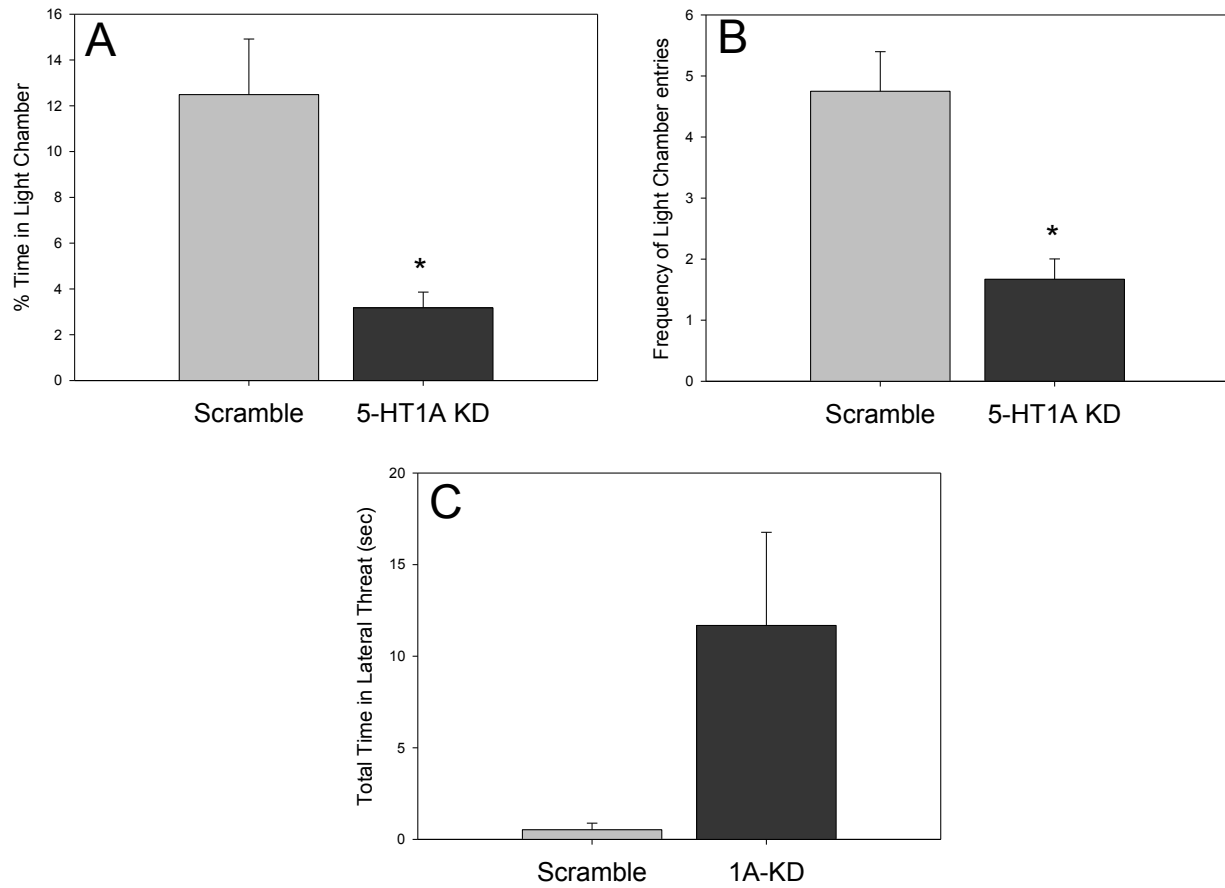 A
% Time in Light Chamber
16
14
12
10
8
6
4
2
0
*
Scramble
5-HT1A KD
B
Frequency of Light Chamber entries
6
5
4
3
2
1
0
*
Scramble
5-HT1A KD
C
Total Time in Lateral Threat (sec)
20
15
10
5
0
Scramble
1A-KD